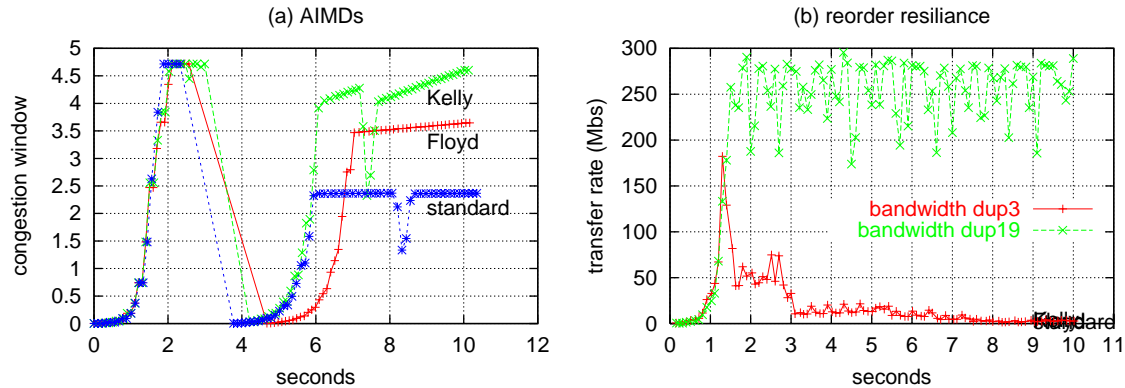 (a) AIMDs
5
4.5
4
3.5
3
2.5
2
1.5
1
0.5
0
0 2 4 6 8 10 12
congestion window
seconds
Kelly
Floyd
standard
(b) reorder resiliance
300
250
200
150
100
50
0
0 1 2 3 4 5 6 7 8 9 10 11
transfer rate (Mbs)
seconds
bandwidth dup3
bandwidth dup19